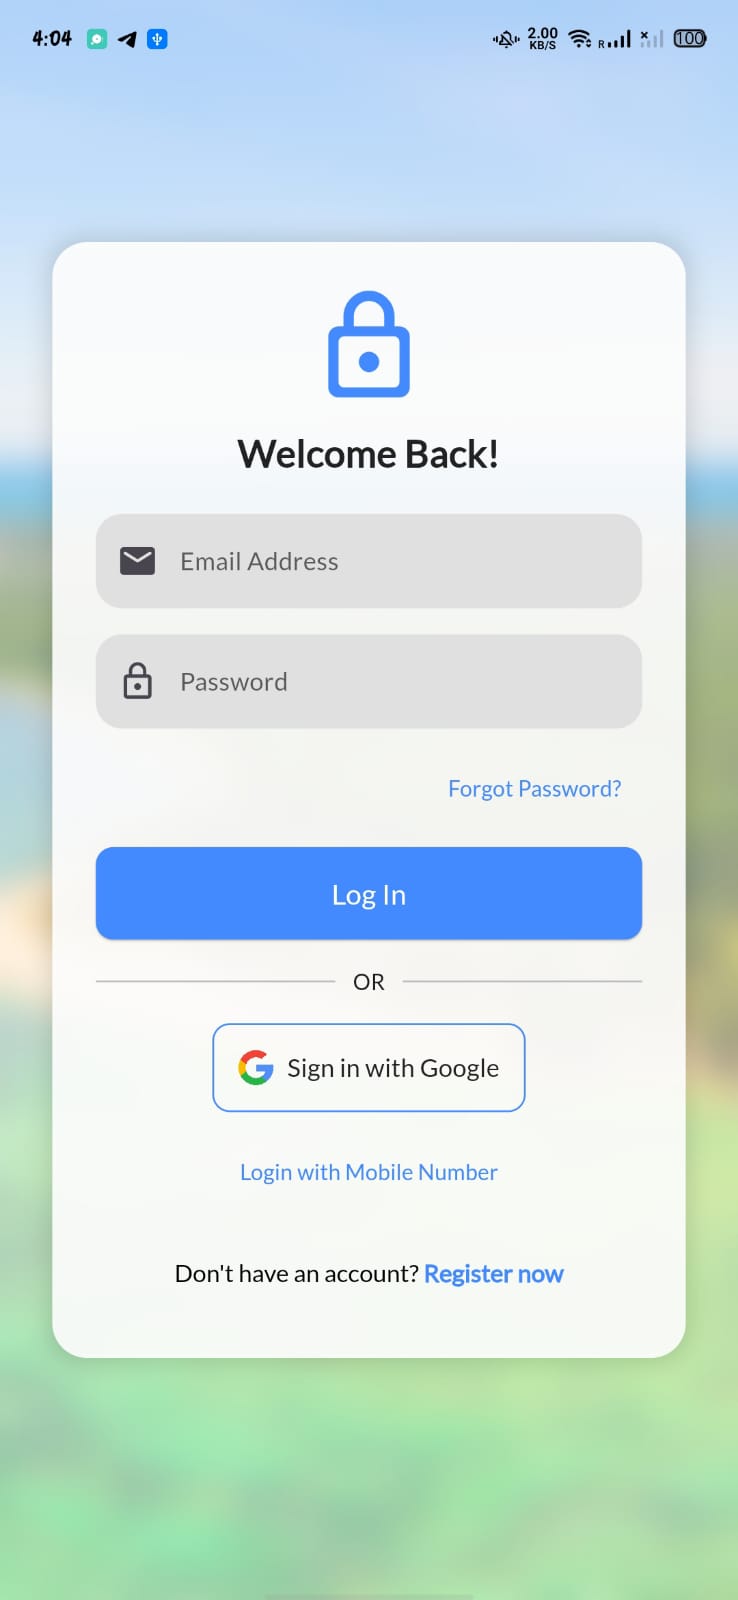 4:04 2.00 KB/S R 100
Welcome Back!
Email Address
Password
Forgot Password?
Log In
OR
Sign in with Google
Login with Mobile Number
Don't have an account? Register now